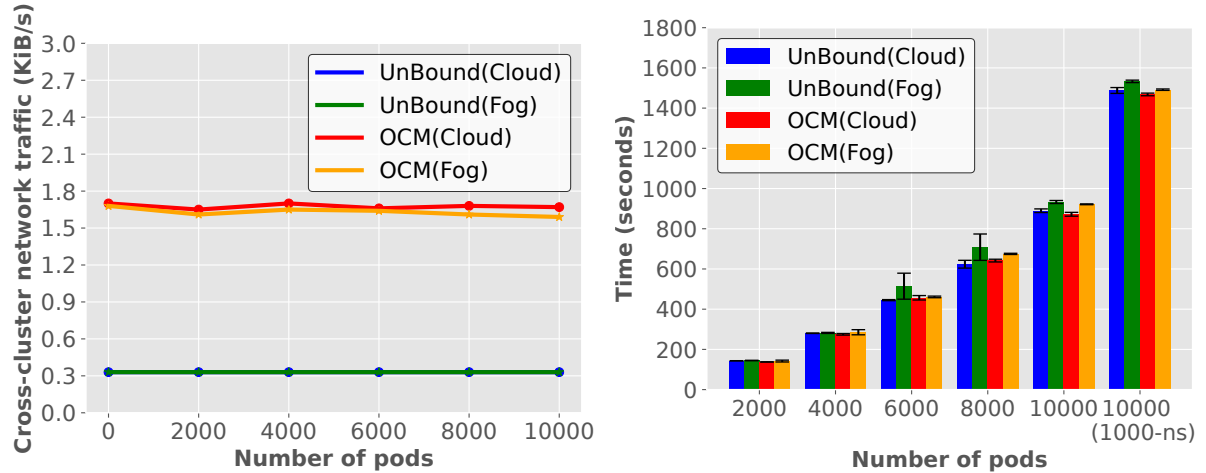 Cross-cluster network traffic (KiB/s)
3.0
2.7
2.4
2.1
1.8
1.5
1.2
0.9
0.6
0.3
0.0
UnBound(Cloud)
UnBound(Fog)
OCM(Cloud)
OCM(Fog)
0 2000 4000 6000 8000 10000
Number of pods
Time (seconds)
1800
1600
1400
1200
1000
800
600
400
200
0
UnBound(Cloud)
UnBound(Fog)
OCM(Cloud)
OCM(Fog)
2000 4000 6000 8000 10000 10000
(1000-ns)
Number of pods